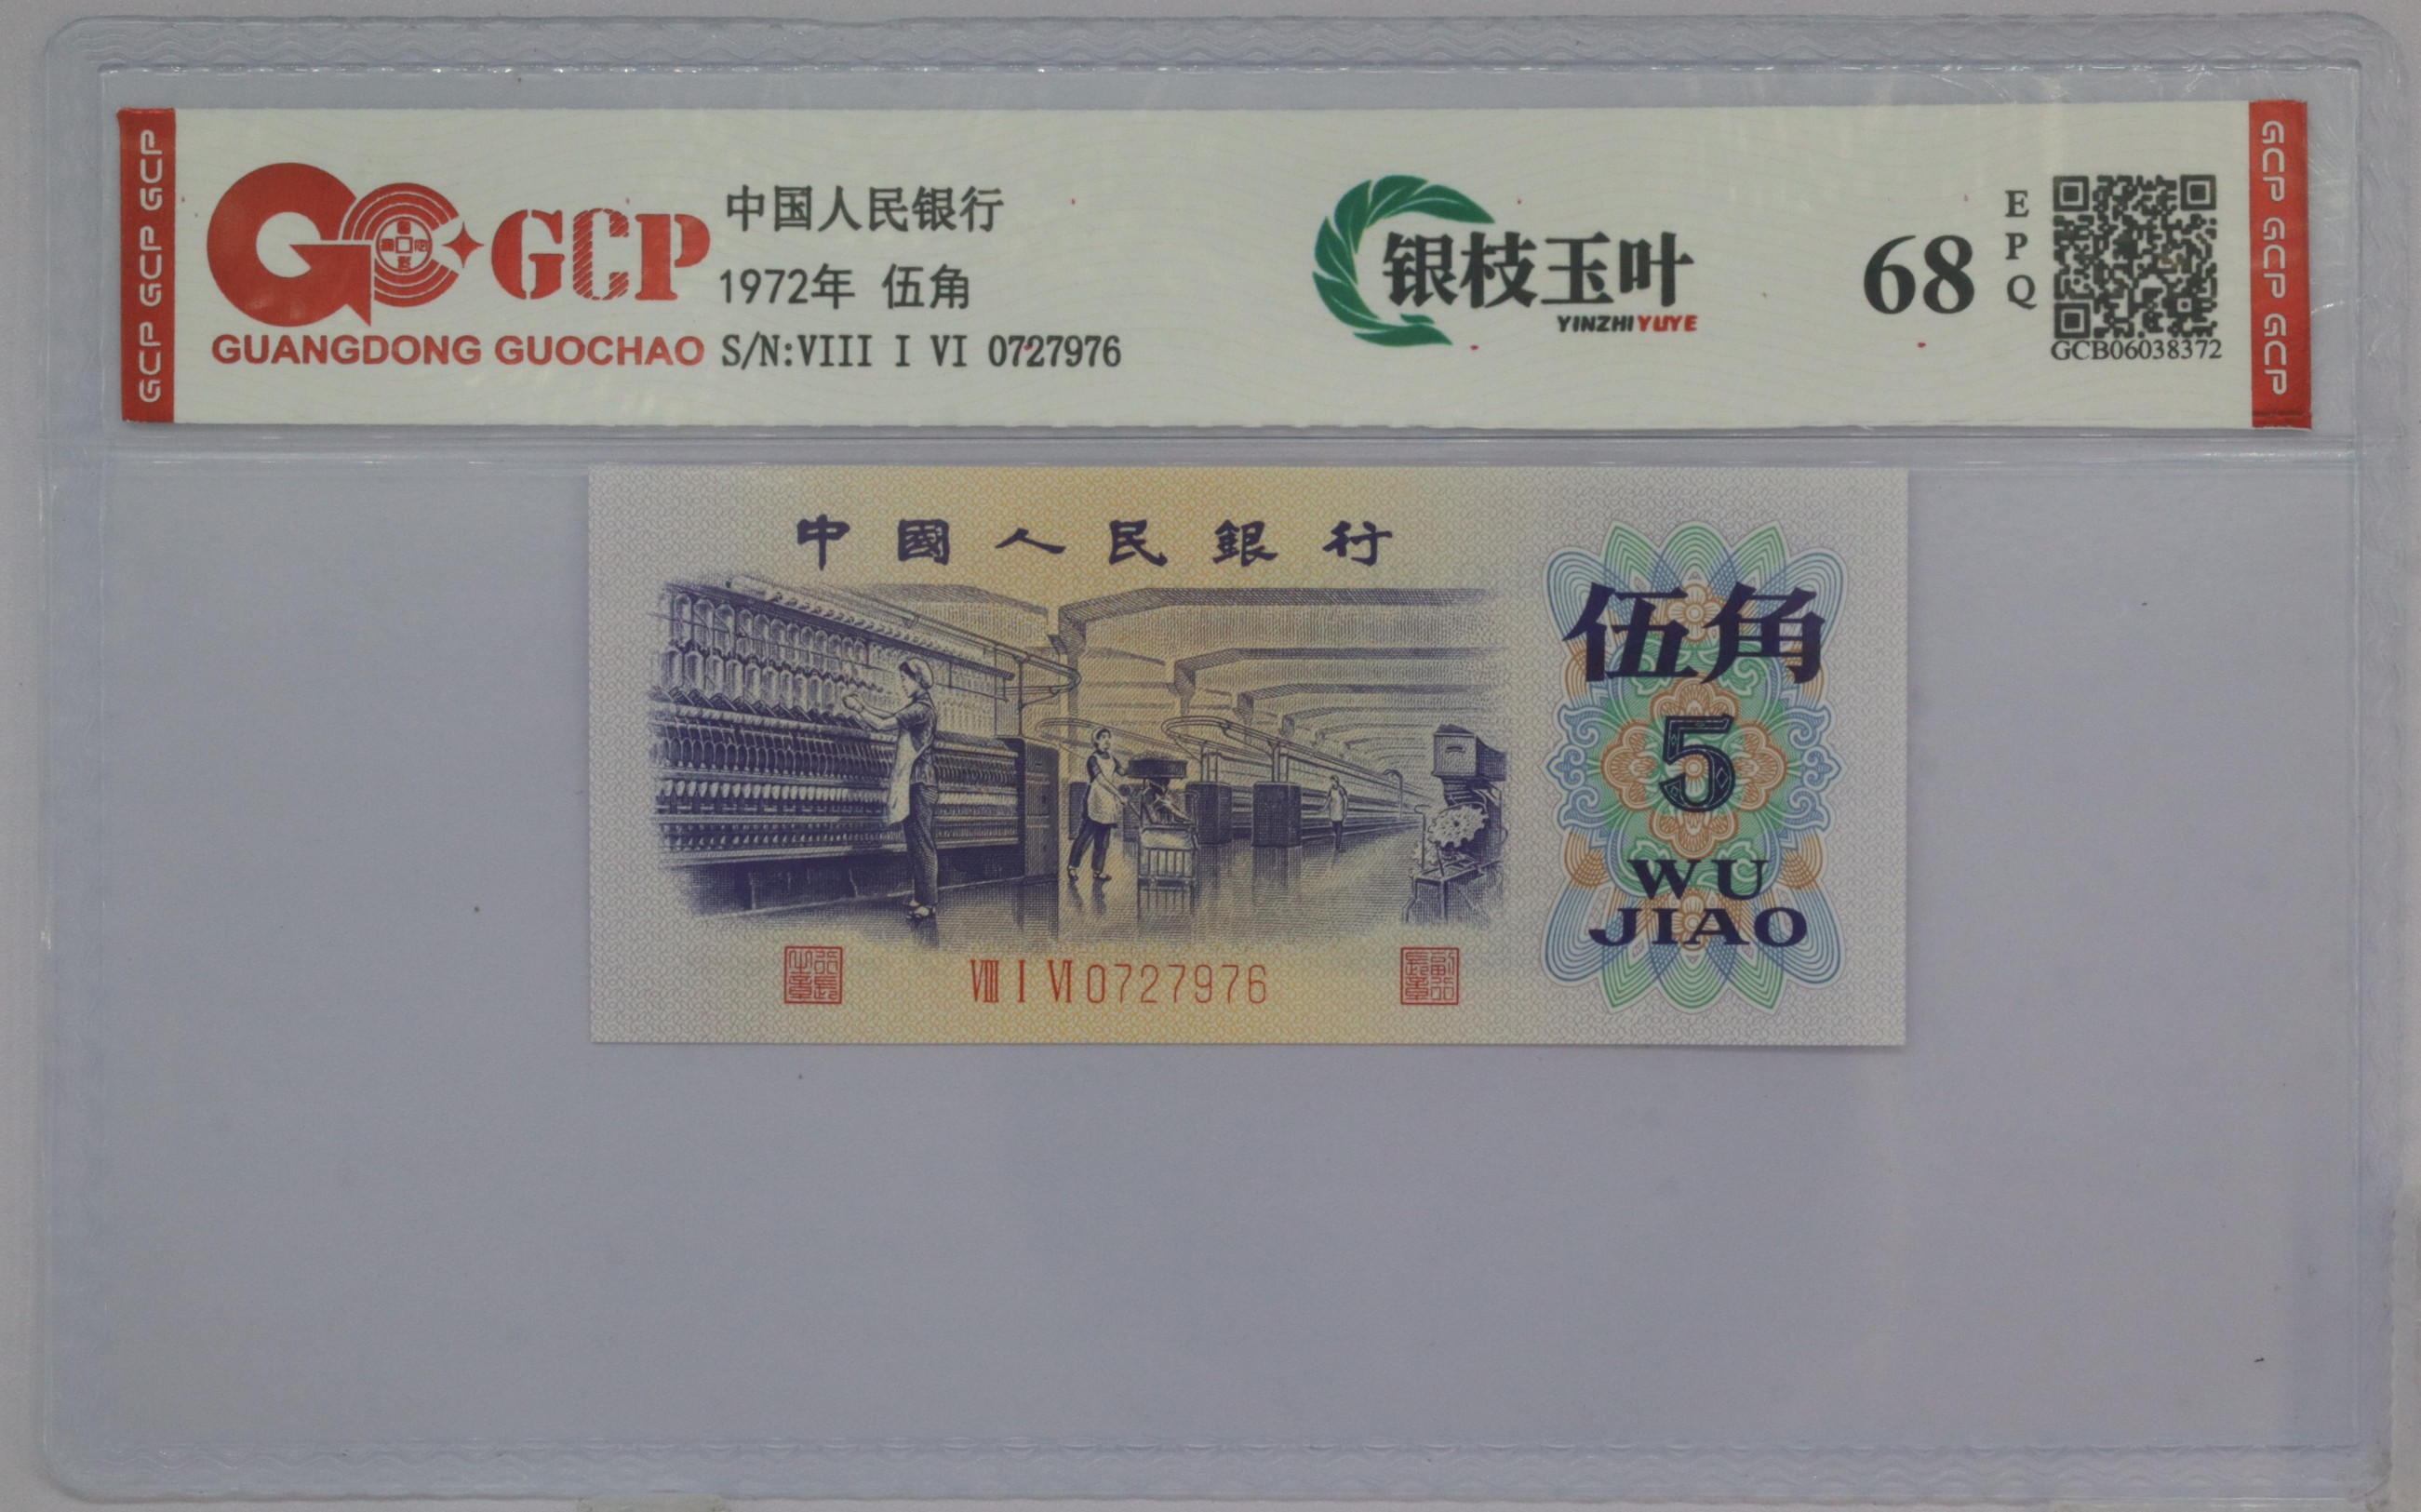 GCP GCP GCP
GCP
GUANGDONG GUOCHAO
中国人民银行
1972年 伍角
S/N:VIII I VI 0727976
银枝玉叶
YINZHIYUYE
68
EPQ
GCB06038372
GCP GCP GCP
中國人民銀行
伍角
5
WU
JIAO
VIII I VI 0727976